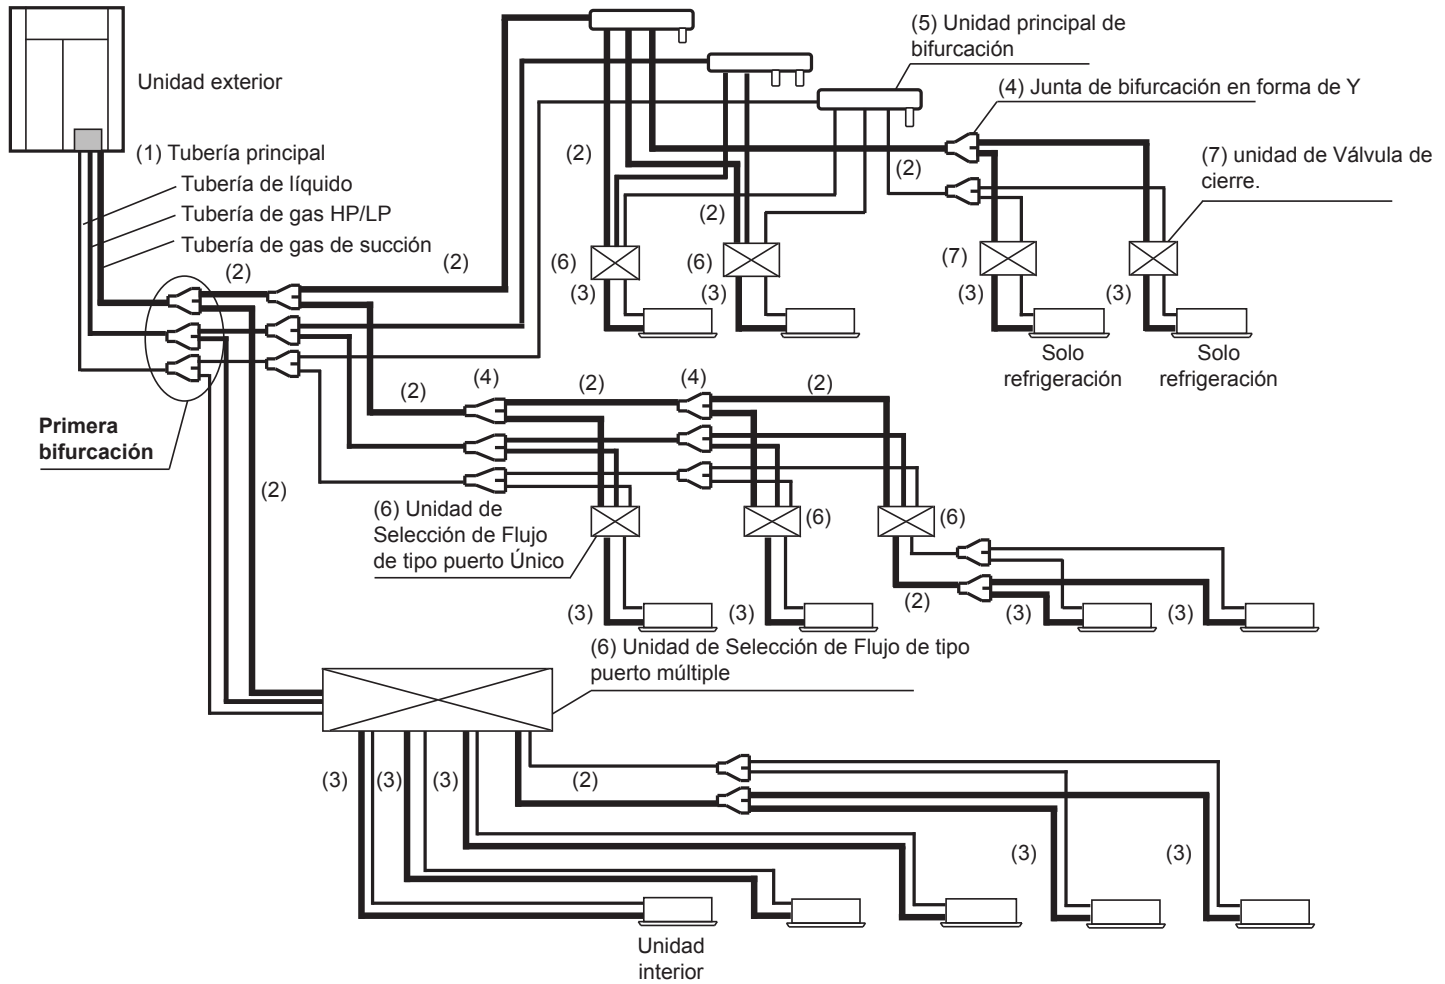 Unidad exterior
(1) Tubería principal
Tubería de líquido
Tubería de gas HP/LP
Tubería de gas de succión
(5) Unidad principal de
bifurcación
(4) Junta de bifurcación en forma de Y
(7) unidad de Válvula de
cierre.
(2)
(2)
(2)
(2)
(2)
(6)
(6)
(7)
(3)
(3)
(3)
(3)
Solo
refrigeración
Solo
refrigeración
Primera
bifurcación
(2)
(4)
(2)
(4)
(2)
(2)
(6) Unidad de
Selección de Flujo
de tipo puerto Único
(6)
(6)
(3)
(3)
(2)
(3)
(3)
(6) Unidad de Selección de Flujo de tipo
puerto múltiple
(3)
(3)
(3)
(2)
(3)
(3)
Unidad
interior